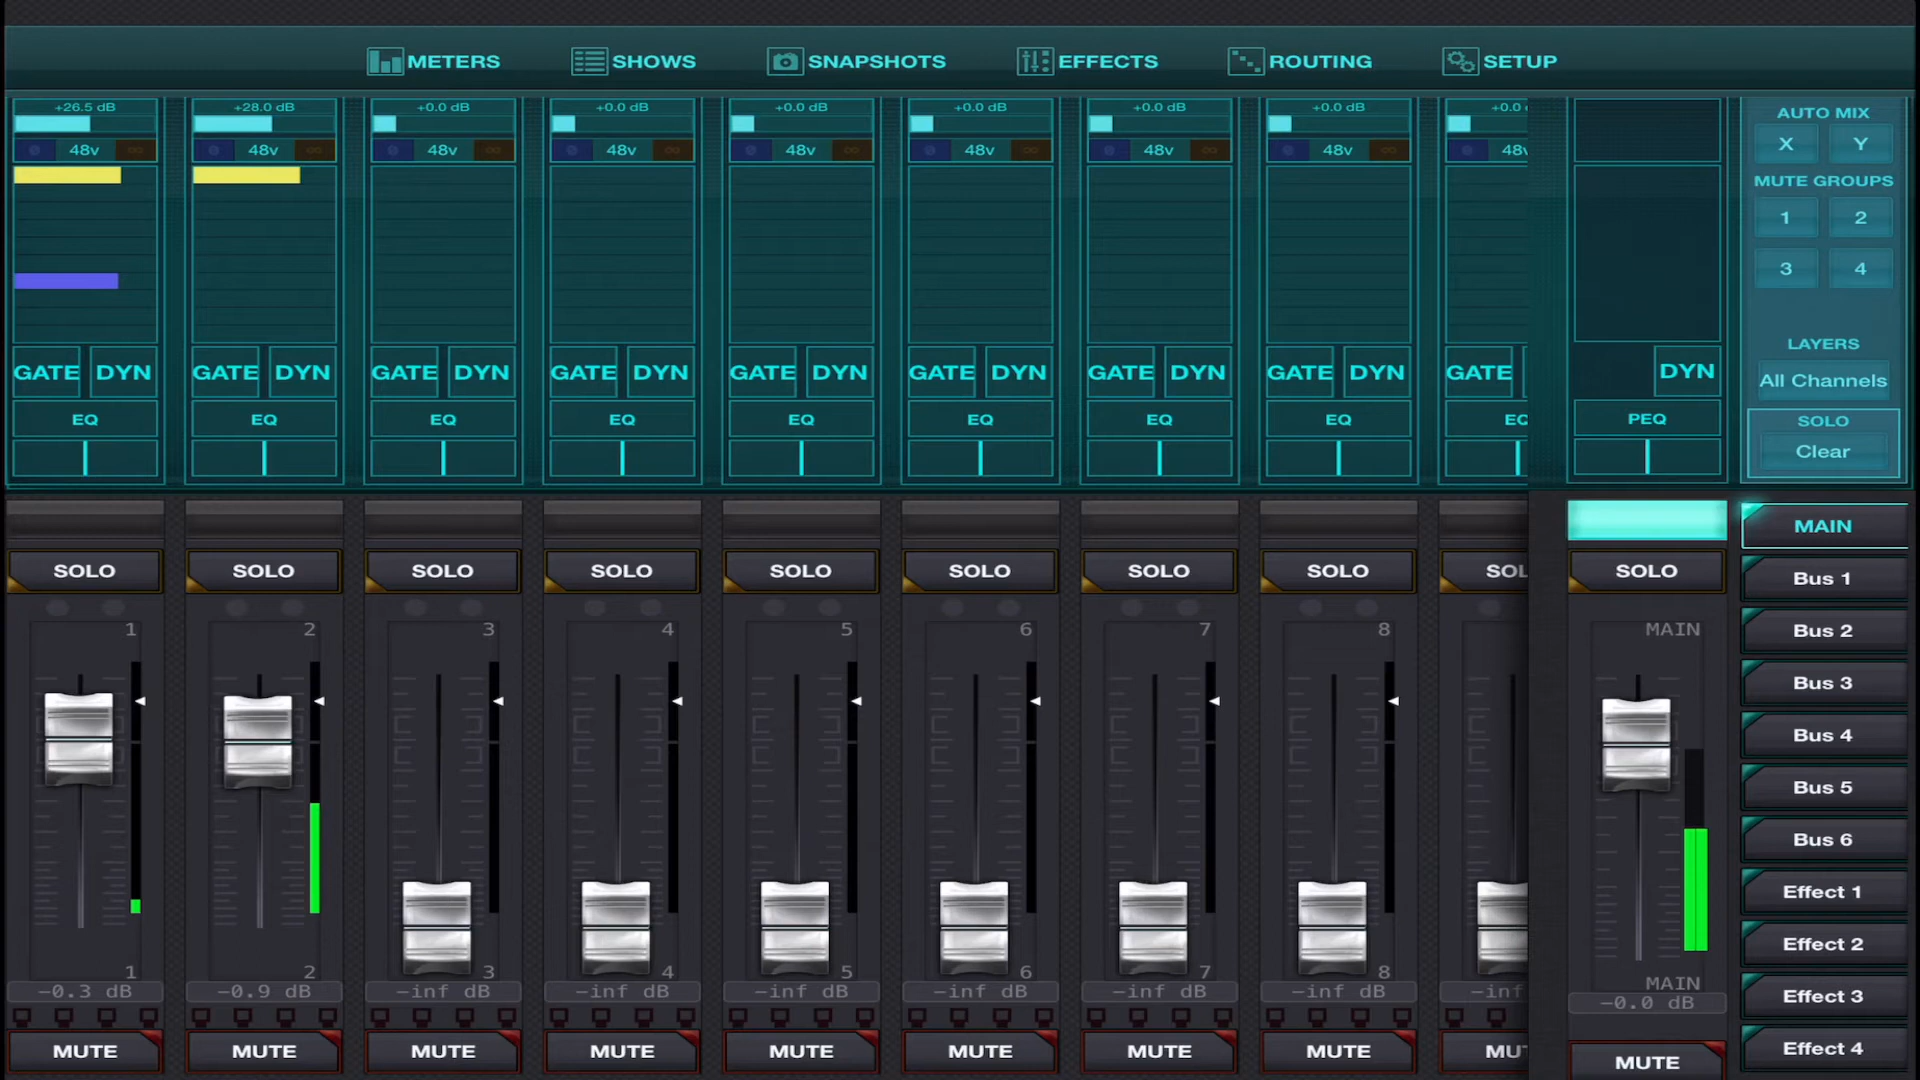 METERS SHOWS SNAPSHOTS EFFECTS ROUTING SETUP
+26.5 dB +28.0 dB +0.0 dB +0.0 dB +0.0 dB +0.0 dB +0.0 dB +0.0 dB +0.0
AUTO MIX
48v 48v 48v 48v 48v 48v 48v 48v 48v X Y
MUTE GROUPS
1 2
3 4
LAYERS
GATE DYN GATE DYN GATE DYN GATE DYN GATE DYN GATE DYN GATE DYN GATE DYN GATE DYN All Channels
EQ EQ EQ EQ EQ EQ EQ EQ EQ PEQ SOLO
Clear
MAIN
SOLO SOLO SOLO SOLO SOLO SOLO SOLO SOLO SOL SOLO Bus 1
1 2 3 4 5 6 7 8 MAIN Bus 2
Bus 3
Bus 4
Bus 5
Bus 6
Effect 1
Effect 2
1 2 3 4 5 6 7 8 MAIN
-0.3 dB -0.9 dB -inf dB -inf dB -inf dB -inf dB -inf dB -inf dB -inf -0.0 dB Effect 3
MUTE MUTE MUTE MUTE MUTE MUTE MUTE MUTE MU MUTE Effect 4